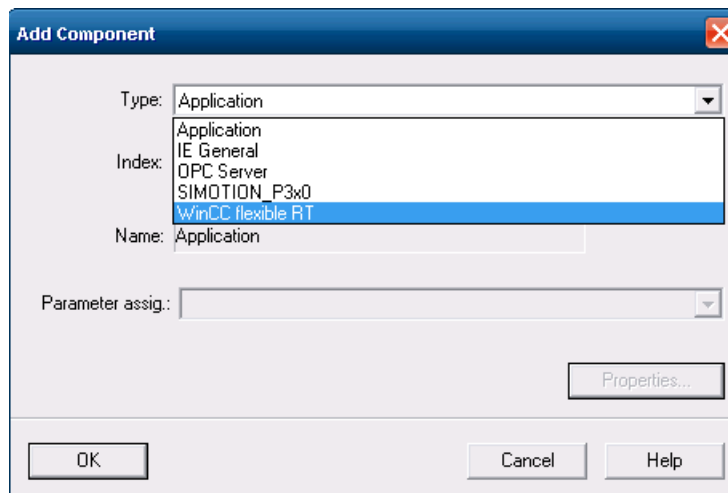 Add Component
Type: Application
Application
IE General
Index:
OPC Server
SIMOTION_P3x0
WinCC flexible RT
Name: Application
Parameter assig.:
Properties...
OK Cancel Help